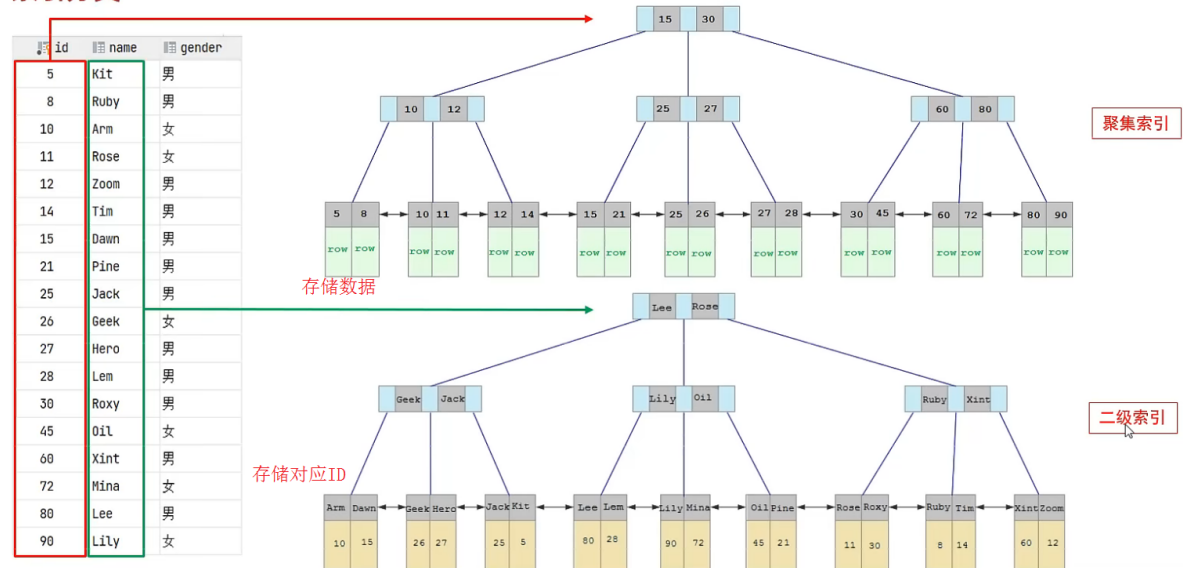 id name gender
5 Kit 男
8 Ruby 男
10 Arm 女
11 Rose 女
12 Zoom 男
14 Tim 男
15 Dawn 男
21 Pine 男
25 Jack 男
26 Geek 女
27 Hero 男
28 Lem 男
30 Roxy 男
45 Oil 女
60 Xint 男
72 Mina 女
80 Lee 男
90 Lily 女
15 30
10 12 25 27 60 80
聚集索引
5 8 10 11 12 14 15 21 25 26 27 28 30 45 60 72 80 90
row row row row row row row row row row row row row row row row row row
存储数据
Lee Rose
Geek Jack Lily Oil Ruby Xint
二级索引
存储对应ID
Arm Dawn Geek Hero Jack Kit Lee Lem Lily Mina Oil Pine Rose Roxy Ruby Tim Xint Zoom
10 15 26 27 25 5 80 28 90 72 45 21 11 30 8 14 60 12